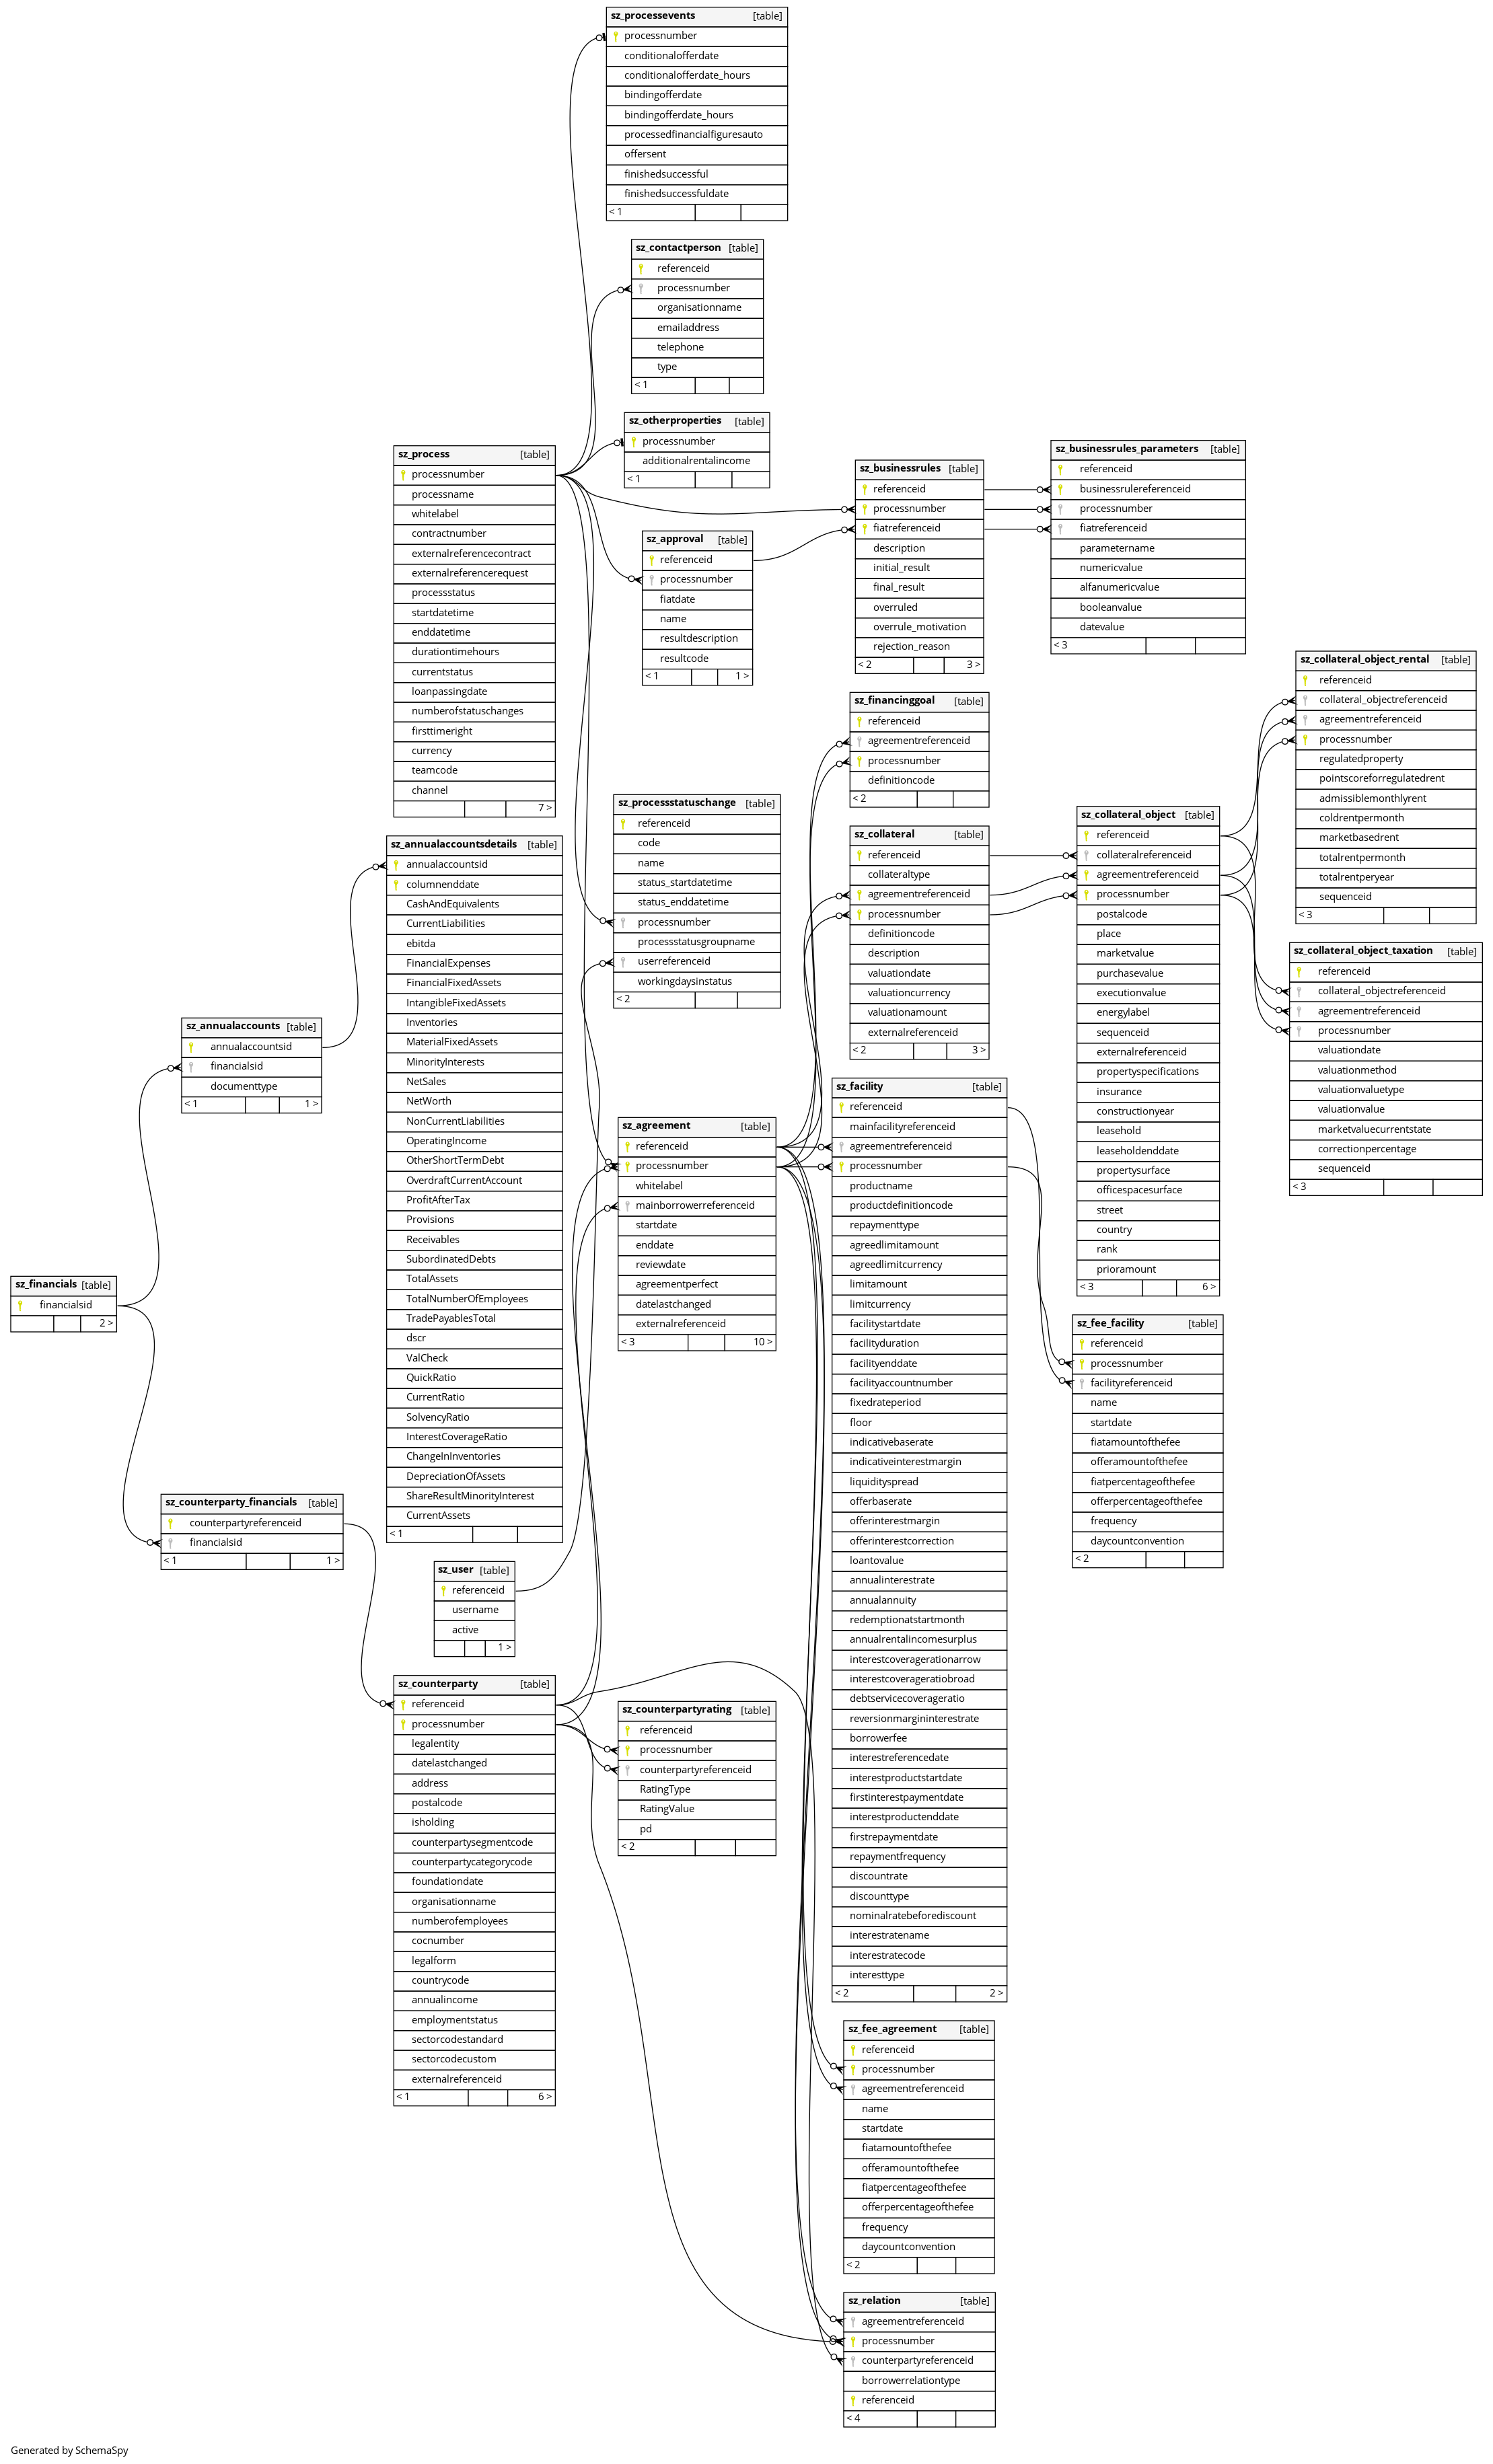 sz_processevents [table]
processnumber
conditionalofferdate
conditionalofferdate_hours
bindingofferdate
bindingofferdate_hours
processedfinancialfiguresauto
offersent
finishedsuccessful
finishedsuccessfuldate
< 1
sz_contactperson [table]
referenceid
processnumber
organisationname
emailaddress
telephone
type
< 1
sz_otherproperties [table]
processnumber
additionalrentalincome
< 1
sz_process [table]
processnumber
processname
whitelabel
contractnumber
externalreferencecontract
externalreferencerequest
processstatus
startdatetime
enddatetime
durationtimehours
currentstatus
loanpassingdate
numberofstatuschanges
firsttimeright
currency
teamcode
channel
7 >
sz_approval [table]
referenceid
processnumber
fiatdate
name
resultdescription
resultcode
< 1 1 >
sz_businessrules [table]
referenceid
processnumber
fiatreferenceid
description
initial_result
final_result
overruled
overrule_motivation
rejection_reason
< 2 3 >
sz_businessrules_parameters [table]
referenceid
businessrulereferenceid
processnumber
fiatreferenceid
parametername
numericvalue
alfanumericvalue
booleanvalue
datevalue
< 3
sz_collateral_object_rental [table]
referenceid
collateral_objectreferenceid
agreementreferenceid
processnumber
regulatedproperty
pointscoreforregulatedrent
admissiblemonthlyrent
coldrentpermonth
marketbasedrent
totalrentpermonth
totalrentperyear
sequenceid
< 3
sz_financinggoal [table]
referenceid
agreementreferenceid
processnumber
definitioncode
< 2
sz_processstatuschange [table]
referenceid
code
name
status_startdatetime
status_enddatetime
processnumber
processstatusgroupname
userreferenceid
workingdaysinstatus
< 2
sz_collateral [table]
referenceid
collateraltype
agreementreferenceid
processnumber
definitioncode
description
valuationdate
valuationcurrency
valuationamount
externalreferenceid
< 2 3 >
sz_collateral_object [table]
referenceid
collateralreferenceid
agreementreferenceid
processnumber
postalcode
place
marketvalue
purchasevalue
executionvalue
energylabel
sequenceid
externalreferenceid
propertyspecifications
insurance
constructionyear
leasehold
leaseholdenddate
propertysurface
officespacesurface
street
country
rank
prioramount
< 3 6 >
sz_collateral_object_taxation [table]
referenceid
collateral_objectreferenceid
agreementreferenceid
processnumber
valuationdate
valuationmethod
valuationvaluetype
valuationvalue
marketvaluecurrentstate
correctionpercentage
sequenceid
< 3
sz_annualaccountsdetails [table]
annualaccountsid
columnenddate
CashAndEquivalents
CurrentLiabilities
ebitda
FinancialExpenses
FinancialFixedAssets
IntangibleFixedAssets
Inventories
MaterialFixedAssets
MinorityInterests
NetSales
NetWorth
NonCurrentLiabilities
OperatingIncome
OtherShortTermDebt
OverdraftCurrentAccount
ProfitAfterTax
Provisions
Receivables
SubordinatedDebts
TotalAssets
TotalNumberOfEmployees
TradePayablesTotal
dscr
ValCheck
QuickRatio
CurrentRatio
SolvencyRatio
InterestCoverageRatio
ChangeInInventories
DepreciationOfAssets
ShareResultMinorityInterest
CurrentAssets
< 1
sz_annualaccounts [table]
annualaccountsid
financialsid
documenttype
< 1 1 >
sz_financials [table]
financialsid
2 >
sz_counterparty_financials [table]
counterpartyreferenceid
financialsid
< 1 1 >
sz_agreement [table]
referenceid
processnumber
whitelabel
mainborrowerreferenceid
startdate
enddate
reviewdate
agreementperfect
datelastchanged
externalreferenceid
< 3 10 >
sz_facility [table]
referenceid
mainfacilityreferenceid
agreementreferenceid
processnumber
productname
productdefinitioncode
repaymenttype
agreedlimitamount
agreedlimitcurrency
limitamount
limitcurrency
facilitystartdate
facilityduration
facilityenddate
facilityaccountnumber
fixedrateperiod
floor
indicativebaserate
indicativeinterestmargin
liquidityspread
offerbaserate
offerinterestmargin
offerinterestcorrection
loantovalue
annualinterestrate
annualannuity
redemptionatstartmonth
annualrentalincomesurplus
interestcoverageratíonarrow
interestcoverageratiobroad
debtservicecoverageratio
reversionmargininterestrate
borrowerfee
interestreferencedate
interestproductstartdate
firstinterestpaymentdate
interestproductenddate
firstrepaymentdate
repaymentfrequency
discountrate
discounttype
nominalratebeforediscount
interestratename
interestratecode
interesttype
< 2 2 >
sz_fee_facility [table]
referenceid
processnumber
facilityreferenceid
name
startdate
fiatamountofthefee
offeramountofthefee
fiatpercentageofthefee
offerpercentageofthefee
frequency
daycountconvention
< 2
sz_user [table]
referenceid
username
active
1 >
sz_counterparty [table]
referenceid
processnumber
legalentity
datelastchanged
address
postalcode
isholding
counterpartysegmentcode
counterpartycategorycode
foundationdate
organisationname
numberofemployees
cocnumber
legalform
countrycode
annualincome
employmentstatus
sectorcodestandard
sectorcodecustom
externalreferenceid
< 1 6 >
sz_counterpartyrating [table]
referenceid
processnumber
counterpartyreferenceid
RatingType
RatingValue
pd
< 2
sz_fee_agreement [table]
referenceid
processnumber
agreementreferenceid
name
startdate
fiatamountofthefee
offeramountofthefee
fiatpercentageofthefee
offerpercentageofthefee
frequency
daycountconvention
< 2
sz_relation [table]
agreementreferenceid
processnumber
counterpartyreferenceid
borrowerrelationtype
referenceid
< 4
Generated by SchemaSpy